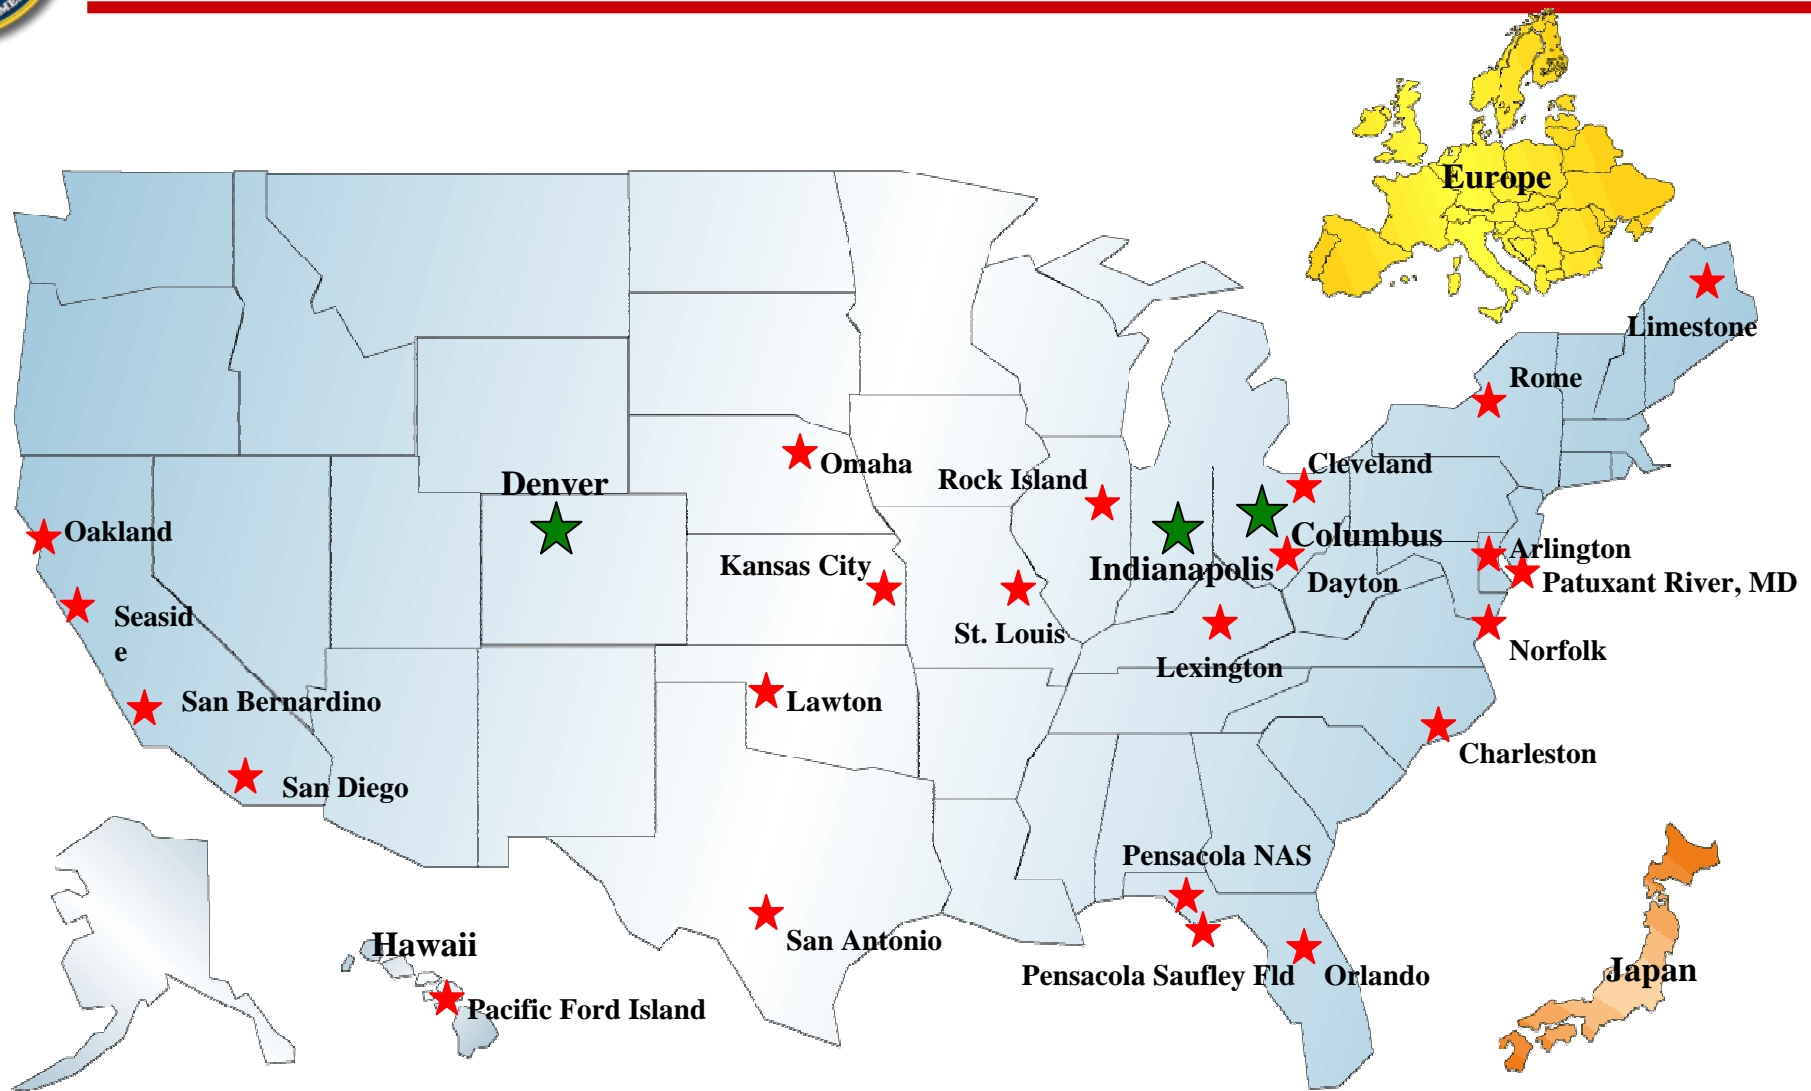 Europe
Limestone
Rome
Cleveland
Omaha
Rock Island
Denver
Oakland
Columbus
Arlington
Kansas City
Indianapolis
Dayton
Patuxant River, MD
Seasid
e
St. Louis
Norfolk
Lexington
San Bernardino
Lawton
Charleston
San Diego
Pensacola NAS
San Antonio
Hawaii
Pensacola Saufley Fld
Orlando
Japan
Pacific Ford Island